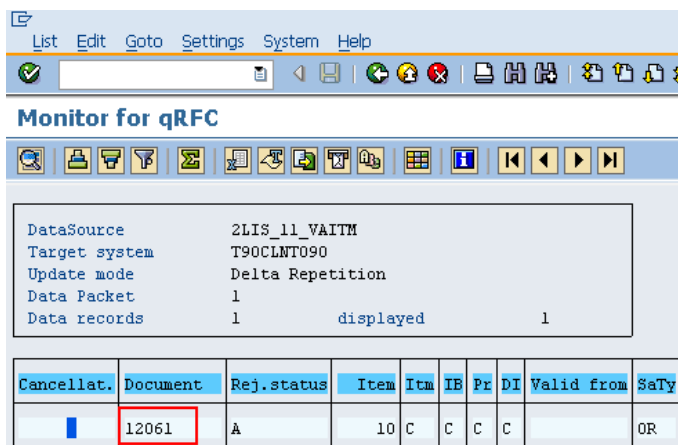 List Edit Goto Settings System Help
Monitor for qRFC
DataSource 2LIS_11_VAITM
Target system T90CLNT090
Update mode Delta Repetition
Data Packet 1
Data records 1 displayed 1
Cancellat. Document Rej.status Item Itm IB Pr DI Valid from SaTy
12061 A 10 C C C C OR